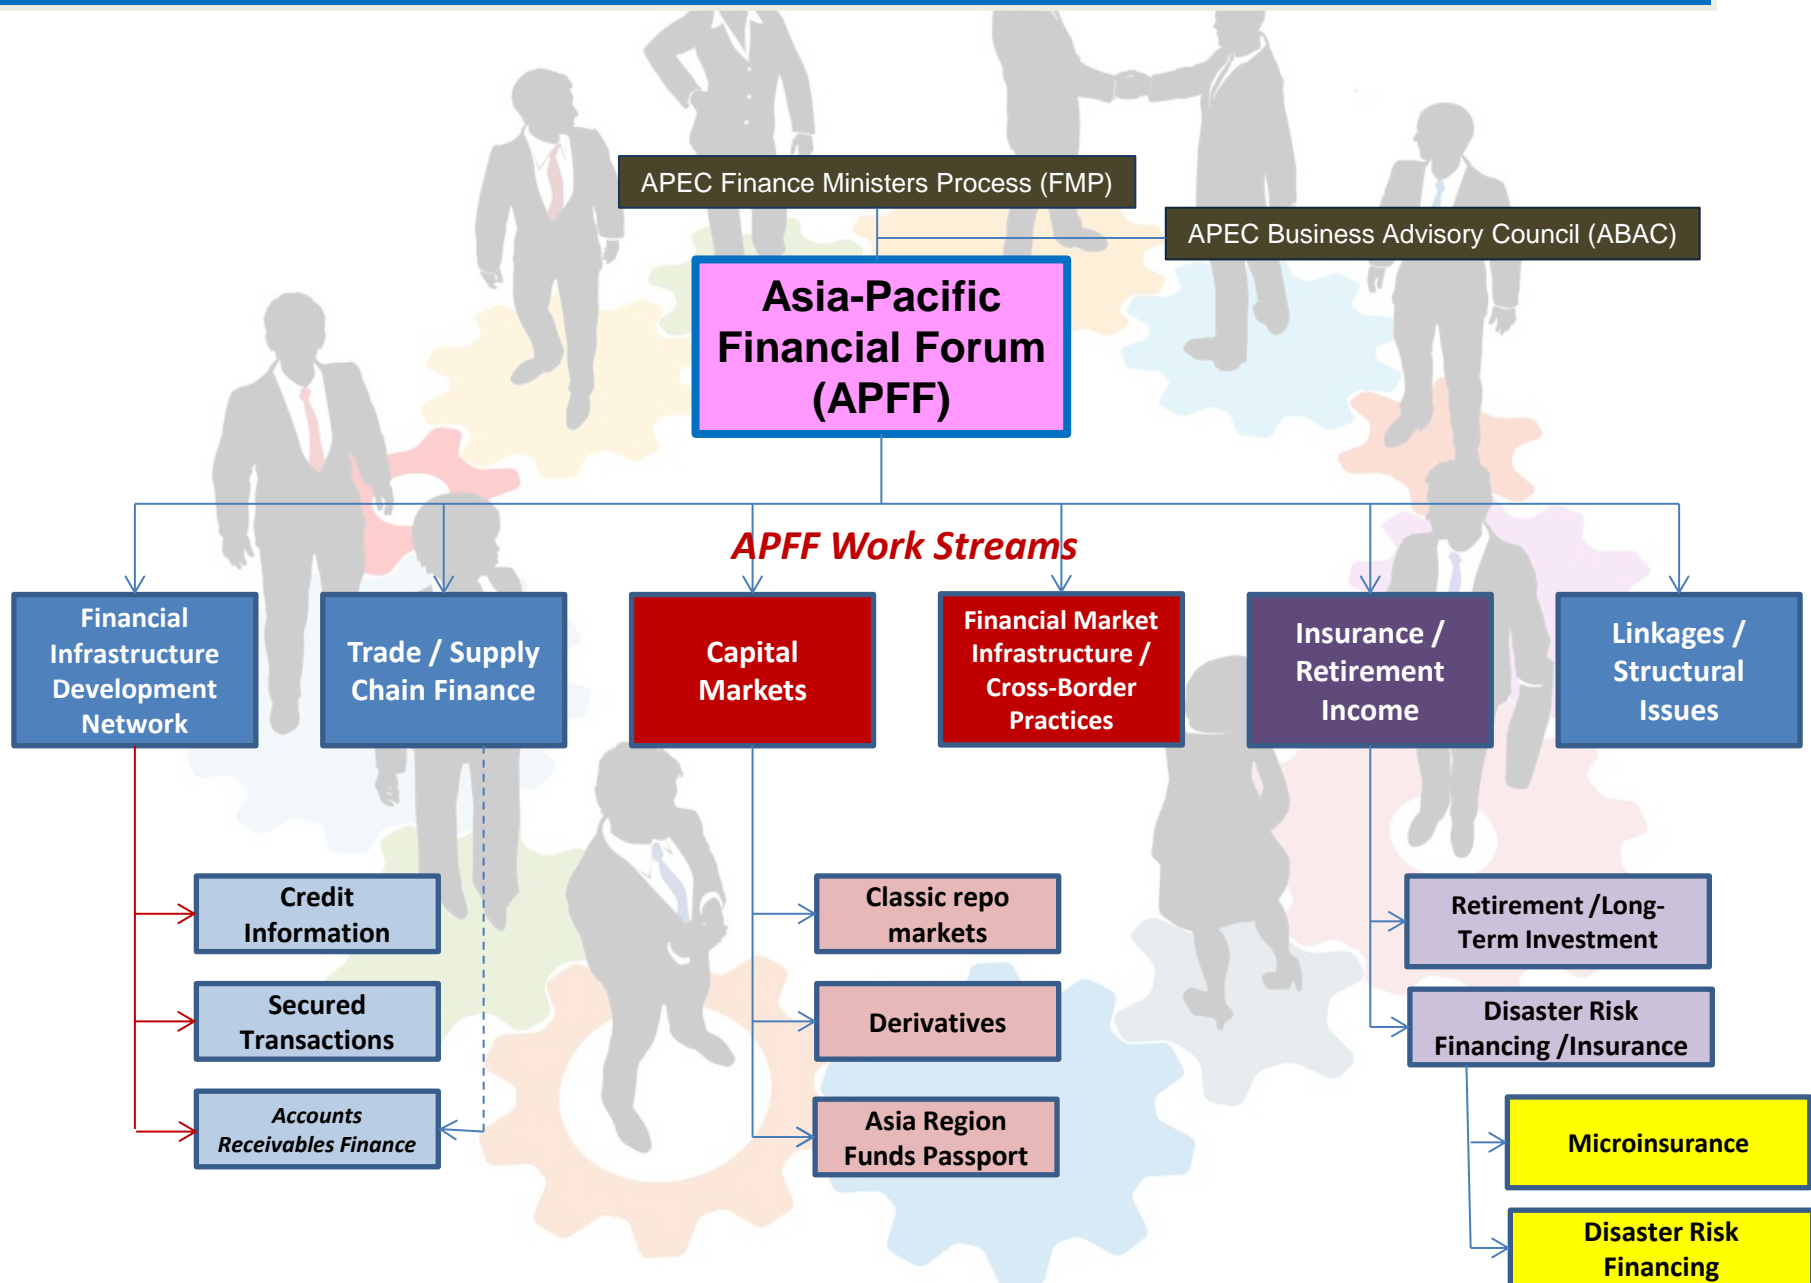 APEC Finance Ministers Process (FMP)
APEC Business Advisory Council (ABAC)
Asia-Pacific
Financial Forum
(APFF)
APFF Work Streams
Financial
Infrastructure
Development
Network
Trade / Supply
Chain Finance
Capital
Markets
Financial Market
Infrastructure /
Cross-Border
Practices
Insurance /
Retirement
Income
Linkages /
Structural
Issues
Credit
Information
Secured
Transactions
Accounts
Receivables Finance
Classic repo
markets
Derivatives
Asia Region
Funds Passport
Retirement /Long-
Term Investment
Disaster Risk
Financing /Insurance
Microinsurance
Disaster Risk
Financing